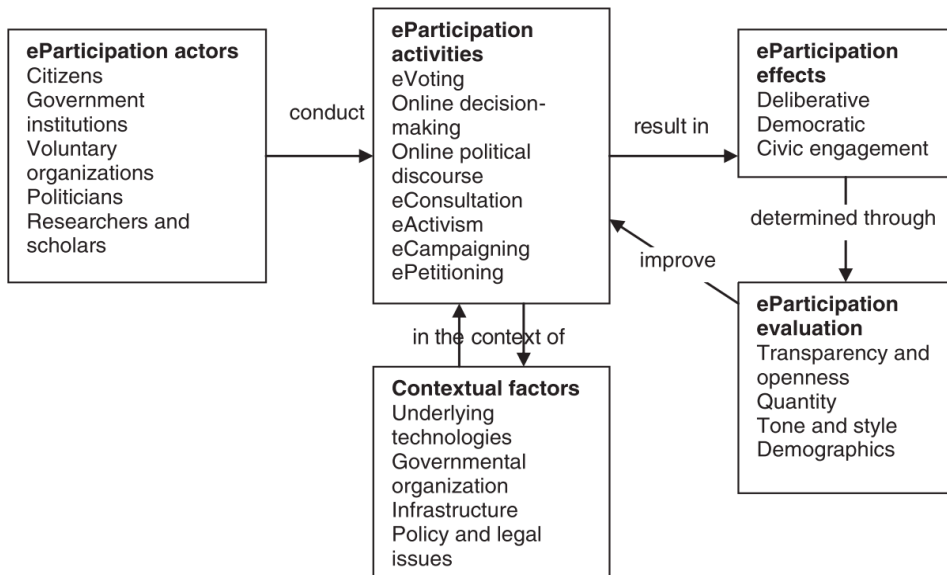 eParticipation actors
Citizens
Government
institutions
Voluntary
organizations
Politicians
Researchers and
scholars
conduct
eParticipation
activities
eVoting
Online decision-
making
Online political
discourse
eConsultation
eActivism
eCampaigning
ePetitioning
result in
eParticipation
effects
Deliberative
Democratic
Civic engagement
determined through
improve
eParticipation
evaluation
Transparency and
openness
Quantity
Tone and style
Demographics
in the context of
Contextual factors
Underlying
technologies
Governmental
organization
Infrastructure
Policy and legal
issues